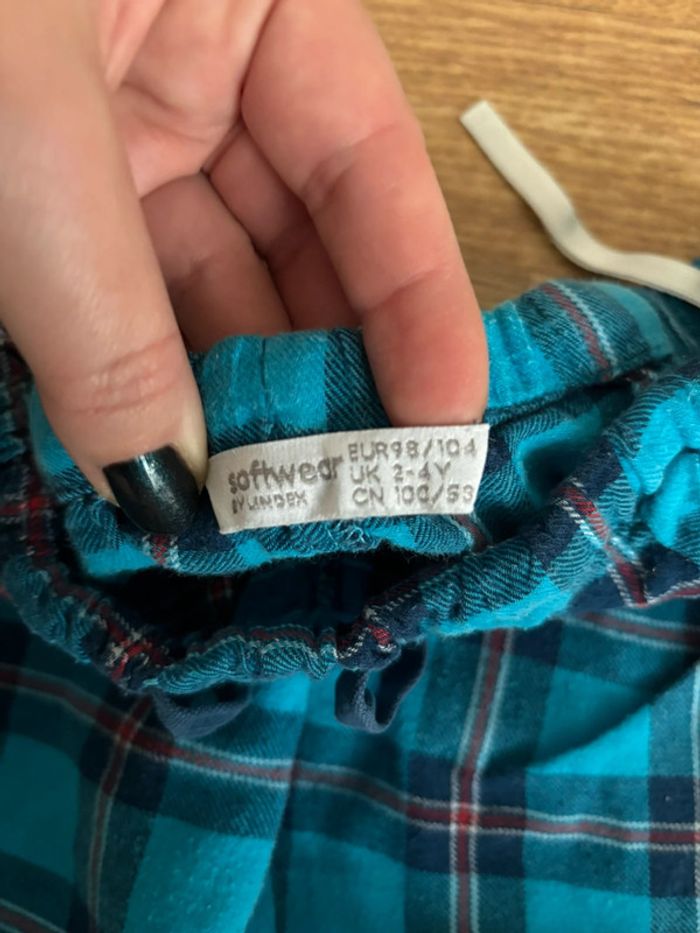 softwear
BY LINDEX
EUR98/104
UK 2-4Y
CN 100/53